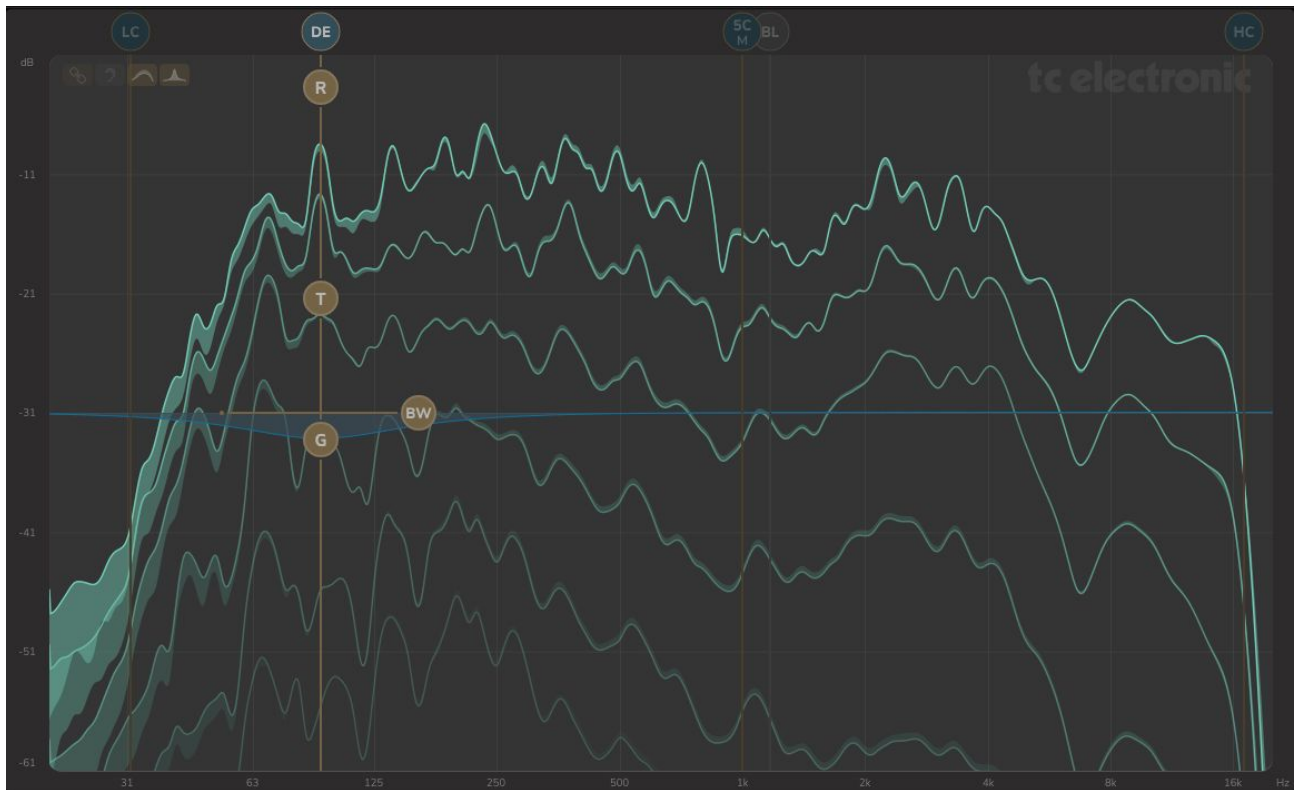 LC DE 5C M BL HC
dB
R
tc electronic
-11
-21
T
-31
BW
G
-41
-51
-61
31 63 125 250 500 1k 2k 4k 8k 16k Hz